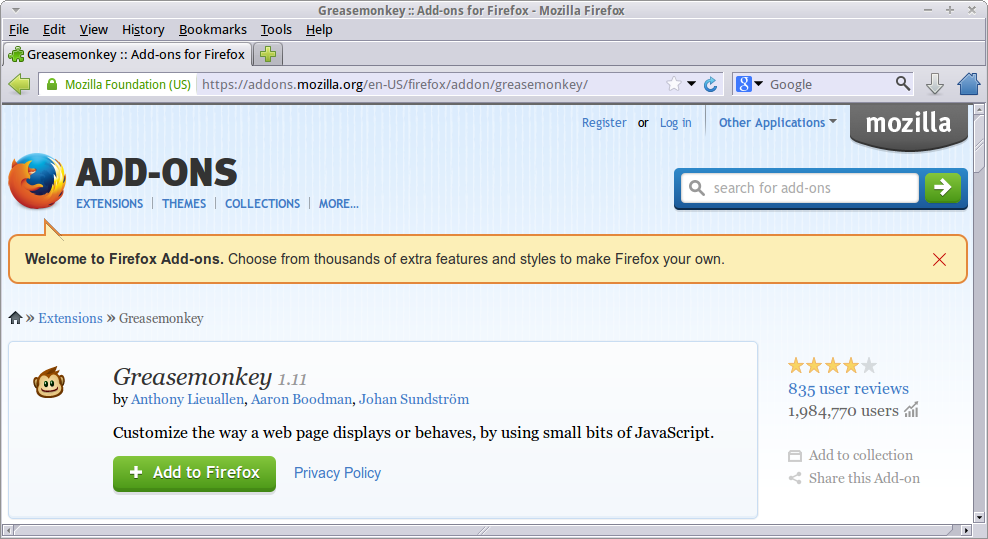 Greasemonkey :: Add-ons for Firefox - Mozilla Firefox
File Edit View History Bookmarks Tools Help
Greasemonkey :: Add-ons for Firefox
Mozilla Foundation (US) https://addons.mozilla.org/en-US/firefox/addon/greasemonkey/ Google
Register or Log in Other Applications mozilla
ADD-ONS
EXTENSIONS THEMES COLLECTIONS MORE...
search for add-ons
Welcome to Firefox Add-ons. Choose from thousands of extra features and styles to make Firefox your own.
» Extensions » Greasemonkey
Greasemonkey 1.11
by Anthony Lieuallen, Aaron Boodman, Johan Sundström
Customize the way a web page displays or behaves, by using small bits of JavaScript.
+ Add to Firefox Privacy Policy
835 user reviews
1,984,770 users
Add to collection
Share this Add-on